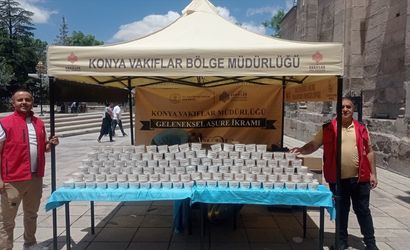 KONYA VAKIFLAR BÖLGE MÜDÜRLÜĞÜ
KONYA VAKIFLAR MÜDÜRLÜĞÜ
GELENEKSEL AŞURE İKRAMI